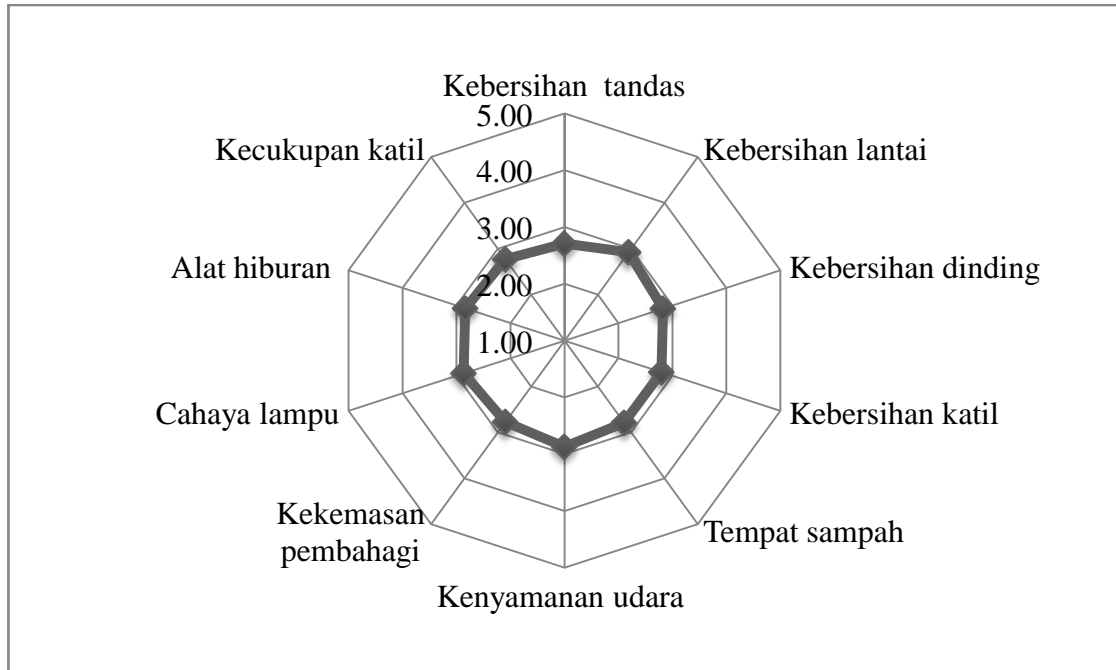 Kebersihan tandas
5.00
4.00
3.00
2.00
1.00
Kebersihan lantai
Kebersihan dinding
Kebersihan katil
Tempat sampah
Kenyamanan udara
Kekemasan
pembahagi
Cahaya lampu
Alat hiburan
Kecukupan katil